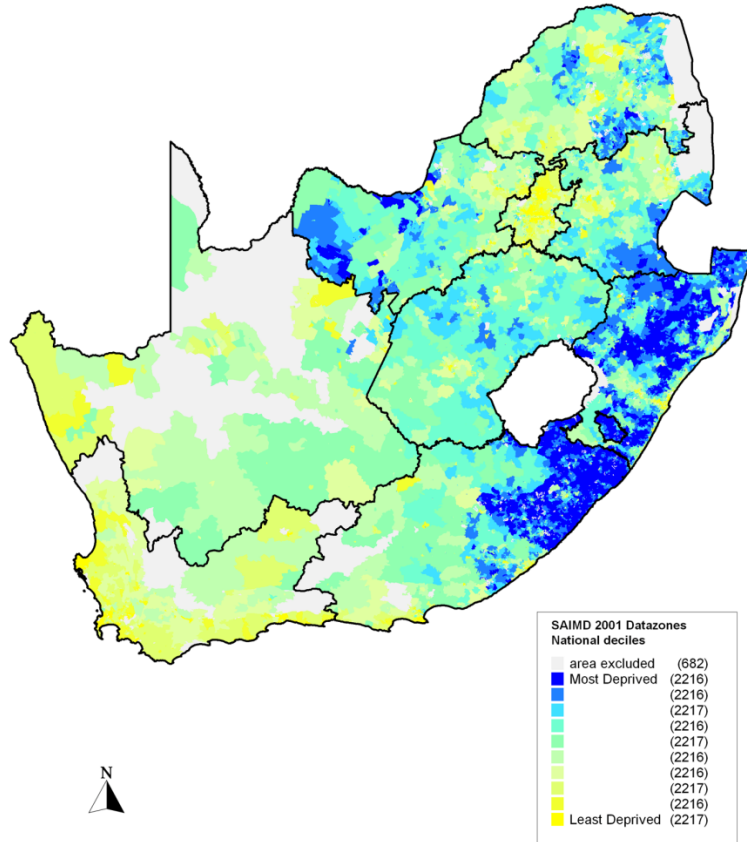 SAIMD 2001 Datazones
National deciles
area excluded (682)
Most Deprived (2216)
(2216)
(2217)
(2216)
(2217)
(2216)
(2216)
(2217)
(2216)
Least Deprived (2217)
N